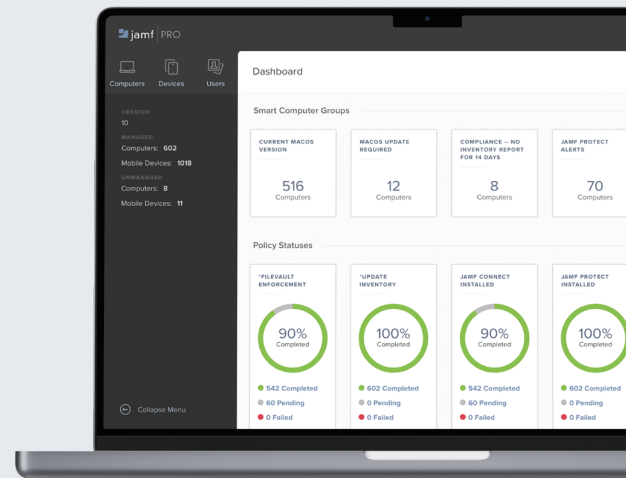 jamf PRO
Computers Devices Users
VERSION
10
MANAGED
Computers: 602
Mobile Devices: 1018
UNMANAGED
Computers: 8
Mobile Devices: 11
Collapse Menu
Dashboard
Smart Computer Groups
CURRENT MACOS
VERSION
516
Computers
MACOS UPDATE
REQUIRED
12
Computers
COMPLIANCE -- NO
INVENTORY REPORT
FOR 14 DAYS
8
Computers
JAMF PROTECT
ALERTS
70
Computers
Policy Statuses
*FILEVAULT
ENFORCEMENT
90%
Completed
542 Completed
60 Pending
0 Failed
*UPDATE
INVENTORY
100%
Completed
602 Completed
0 Pending
0 Failed
JAMF CONNECT
INSTALLED
90%
Completed
542 Completed
60 Pending
0 Failed
JAMF PROTECT
INSTALLED
100%
Completed
602 Completed
0 Pending
0 Failed